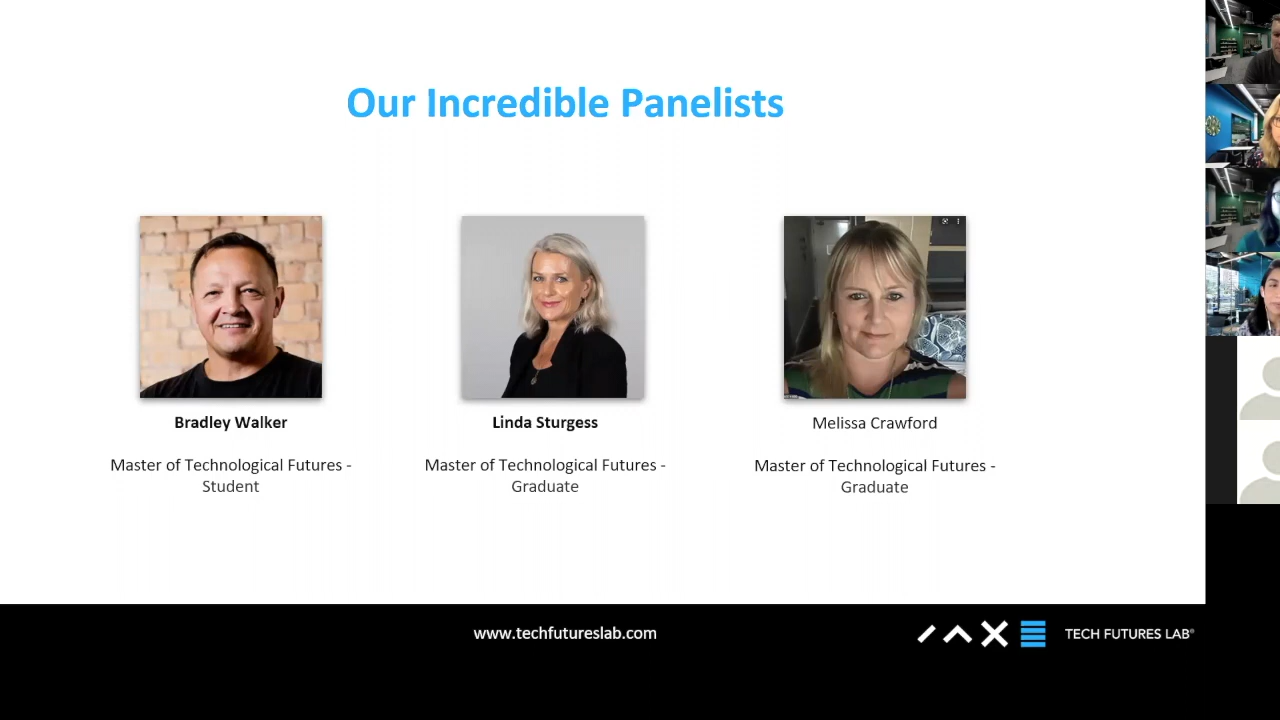 Our Incredible Panelists
Bradley Walker
Master of Technological Futures -
Student
Linda Sturgess
Master of Technological Futures -
Graduate
Melissa Crawford
Master of Technological Futures -
Graduate
www.techfutureslab.com
TECH FUTURES LAB®